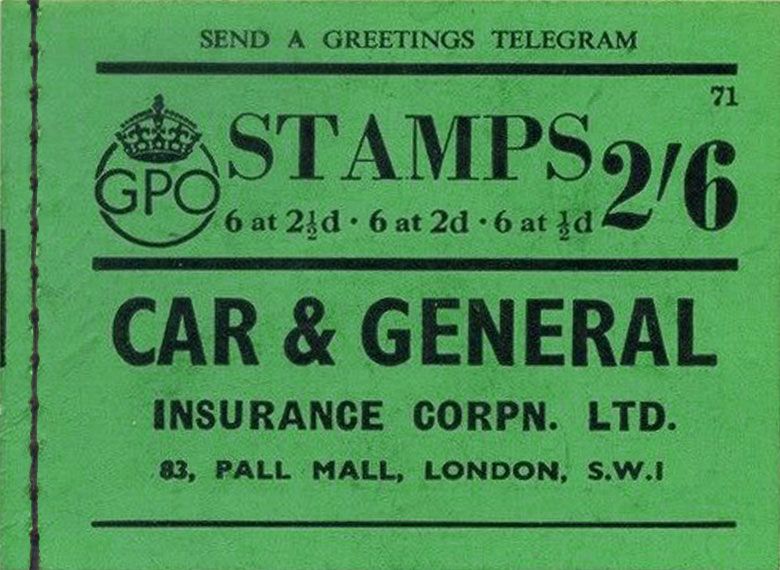 SEND A GREETINGS TELEGRAM
71
GPO
STAMPS 2/6
6 at 2½d · 6 at 2d · 6 at ½d
CAR & GENERAL
INSURANCE CORPN. LTD.
83, PALL MALL, LONDON, S.W.1